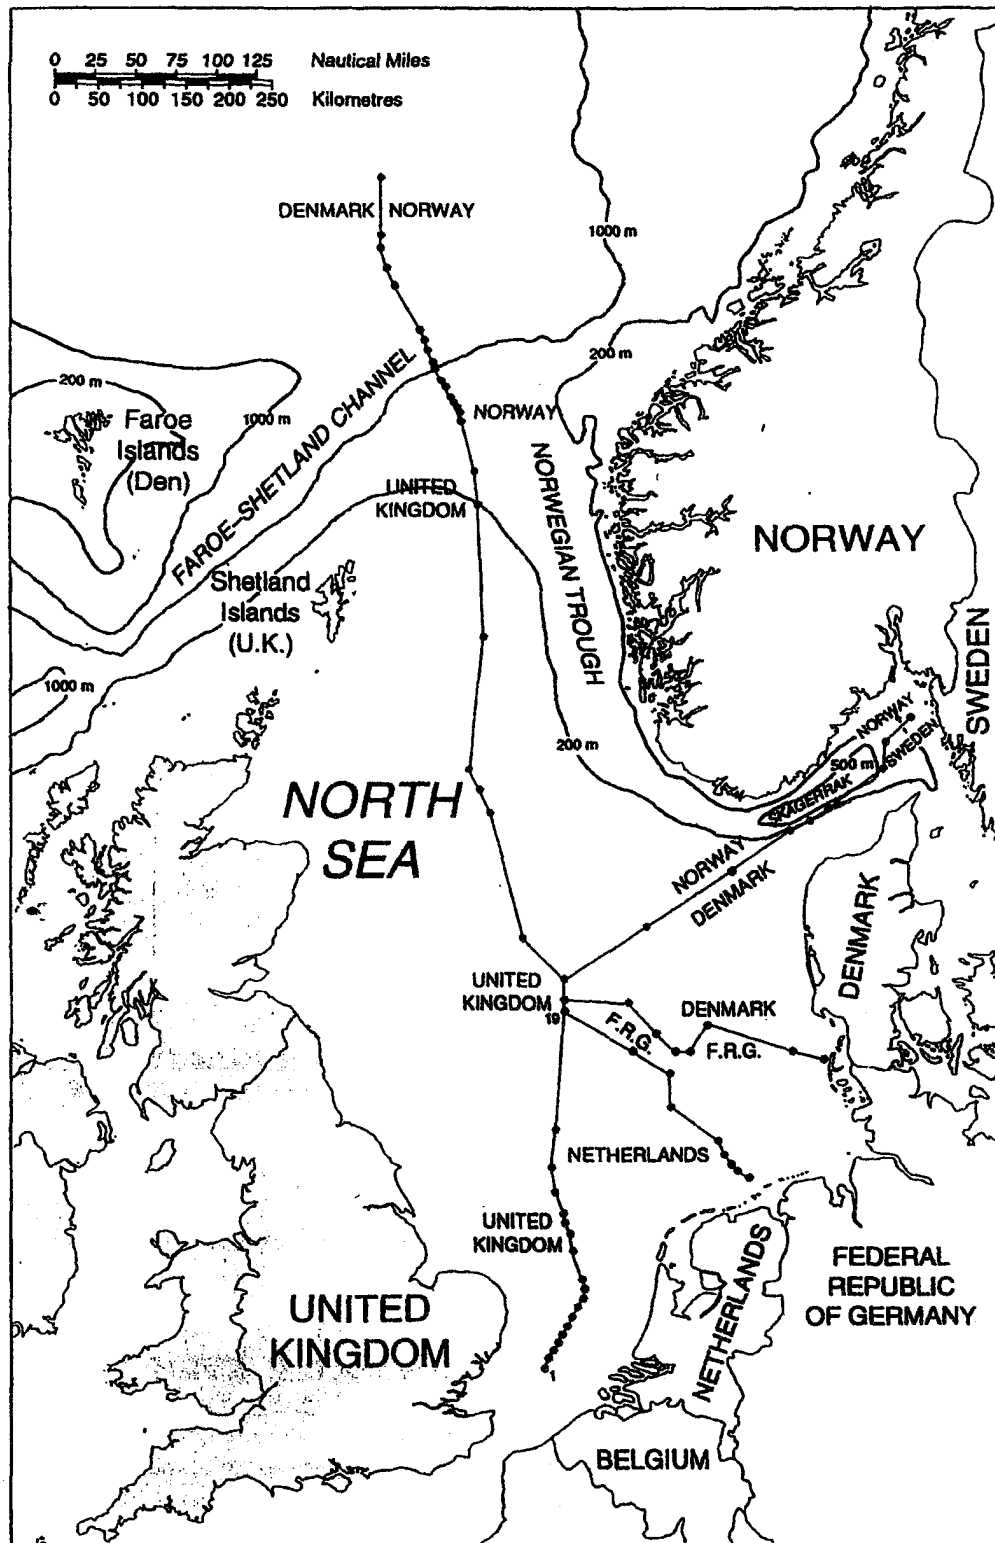 0 25 50 75 100 125 Nautical Miles
0 50 100 150 200 250 Kilometres
DENMARK NORWAY
1000 m
200 m
200 m
1000 m
FAROE-SHETLAND CHANNEL
Faroe
Islands
(Den)
NORWAY
UNITED
KINGDOM
NORWEGIAN TROUGH
NORWAY
Shetland
Islands
(U.K.)
SWEDEN
1000 m
200 m
NORWAY
SWEDEN
500 m
SKAGERRAK
NORTH
SEA
NORWAY
DENMARK
DENMARK
UNITED
KINGDOM
19
DENMARK
F.R.G.
F.R.G.
NETHERLANDS
UNITED
KINGDOM
NETHERLANDS
FEDERAL
REPUBLIC
OF GERMANY
UNITED
KINGDOM
1
BELGIUM